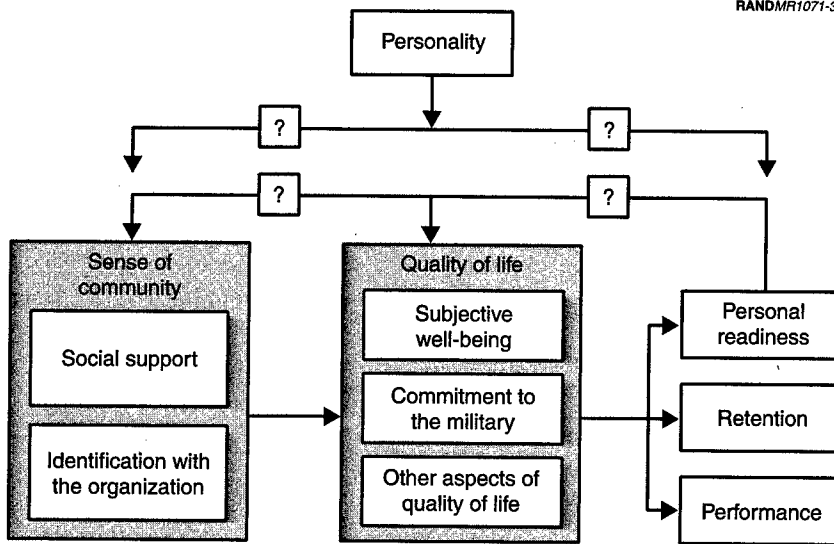 RANDMR1071-3
Personality
?
?
?
?
Sense of
community
Social support
Identification with
the organization
Quality of life
Subjective
well-being
Commitment to
the military
Other aspects of
quality of life
Personal
readiness
Retention
Performance